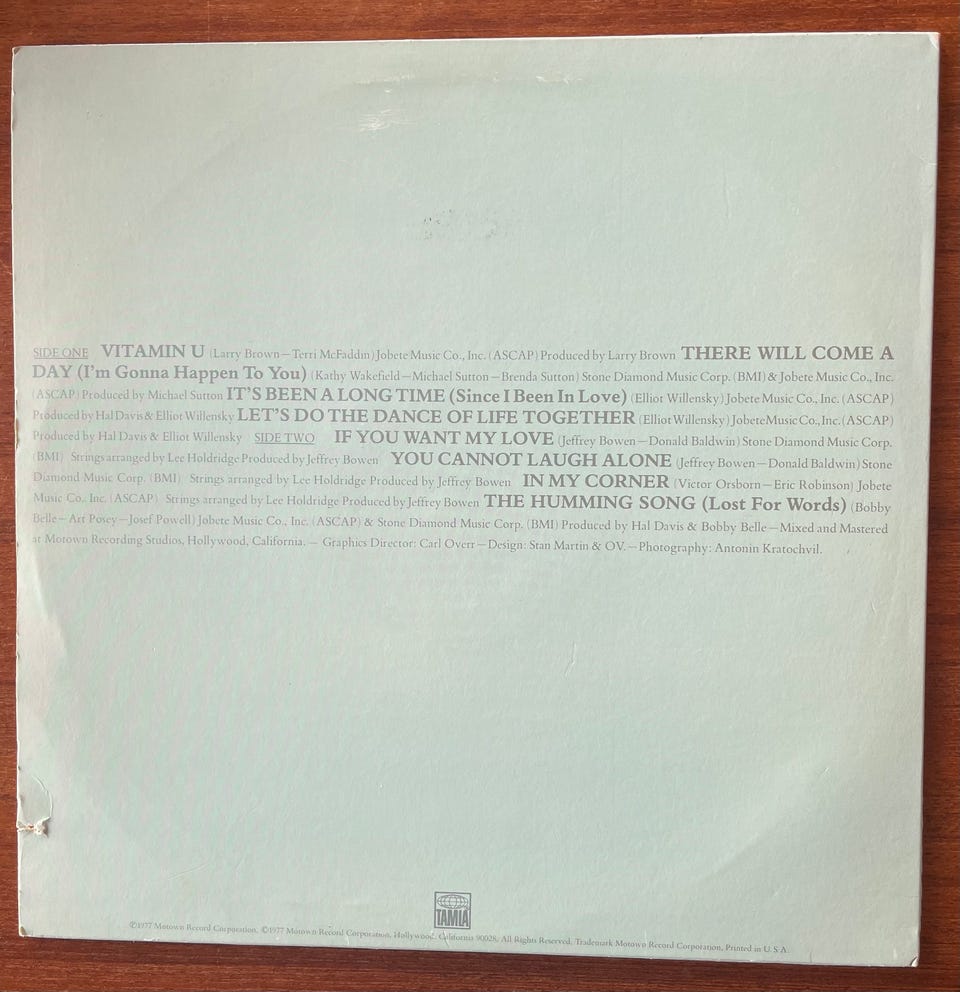 SIDE ONE VITAMIN U (Larry Brown—Terri McFaddin) Jobete Music Co., Inc. (ASCAP) Produced by Larry Brown THERE WILL COME A
DAY (I'm Gonna Happen To You) (Kathy Wakefield—Michael Sutton—Brenda Sutton) Stone Diamond Music Corp. (BMI) & Jobete Music Co., Inc.
(ASCAP) Produced by Michael Sutton IT'S BEEN A LONG TIME (Since I Been In Love) (Elliot Willensky) Jobete Music Co., Inc. (ASCAP)
Produced by Hal Davis & Elliot Willensky LET'S DO THE DANCE OF LIFE TOGETHER (Elliot Willensky) Jobete Music Co., Inc. (ASCAP)
Produced by Hal Davis & Elliot Willensky SIDE TWO IF YOU WANT MY LOVE (Jeffrey Bowen—Donald Baldwin) Stone Diamond Music Corp.
(BMI) Strings arranged by Lee Holdridge Produced by Jeffrey Bowen YOU CANNOT LAUGH ALONE (Jeffrey Bowen—Donald Baldwin) Stone
Diamond Music Corp. (BMI) Strings arranged by Lee Holdridge Produced by Jeffrey Bowen IN MY CORNER (Victor Orsborn—Eric Robinson) Jobete
Music Co. Inc. (ASCAP) Strings arranged by Lee Holdridge Produced by Jeffrey Bowen THE HUMMING SONG (Lost For Words) (Bobby
Belle—Art Posey—Josef Powell) Jobete Music Co., Inc. (ASCAP) & Stone Diamond Music Corp. (BMI) Produced by Hal Davis & Bobby Belle—Mixed and Mastered
at Motown Recording Studios, Hollywood, California. — Graphics Director: Carl Overr—Design: Stan Martin & OV.—Photography: Antonin Kratochvil.
TAMLA
℗1977 Motown Record Corporation, ©1977 Motown Record Corporation, Hollywood, California 90028, All Rights Reserved, Trademark Motown Record Corporation, Printed in U.S.A.